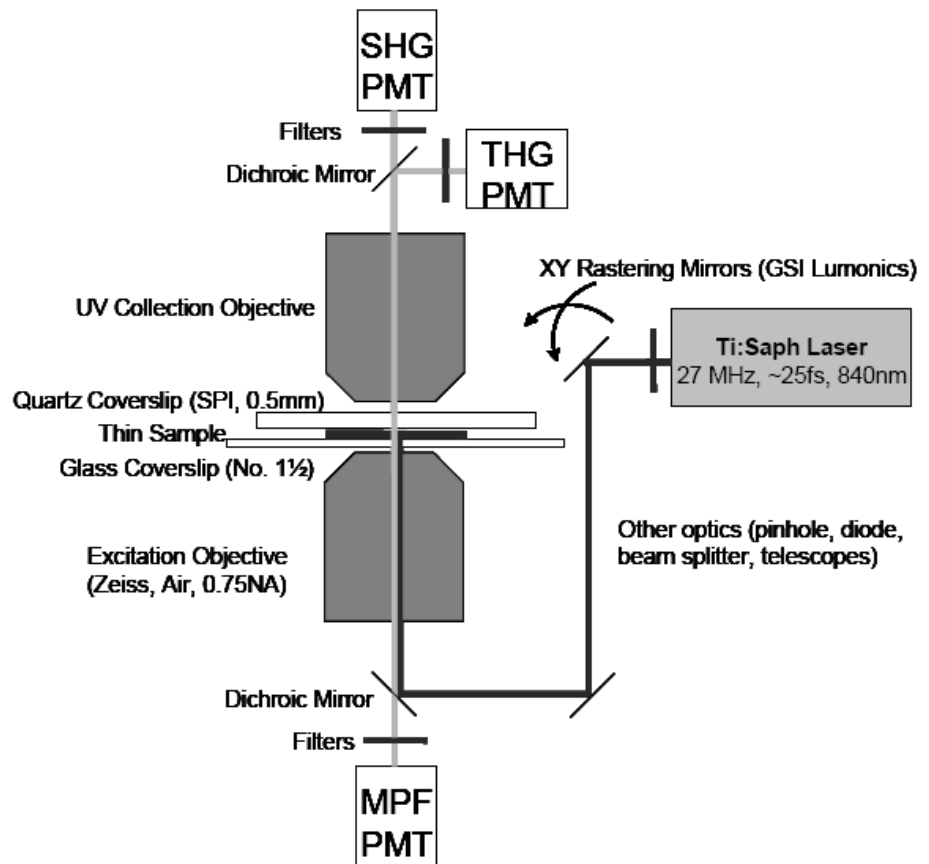 SHG
PMT
Filters
Dichroic Mirror
THG
PMT
XY Rastering Mirrors (GSI Lumonics)
UV Collection Objective
Ti:Saph Laser
27 MHz, ~25fs, 840nm
Quartz Coverslip (SPI, 0.5mm)
Thin Sample
Glass Coverslip (No. 1½)
Other optics (pinhole, diode,
beam splitter, telescopes)
Excitation Objective
(Zeiss, Air, 0.75NA)
Dichroic Mirror
Filters
MPF
PMT